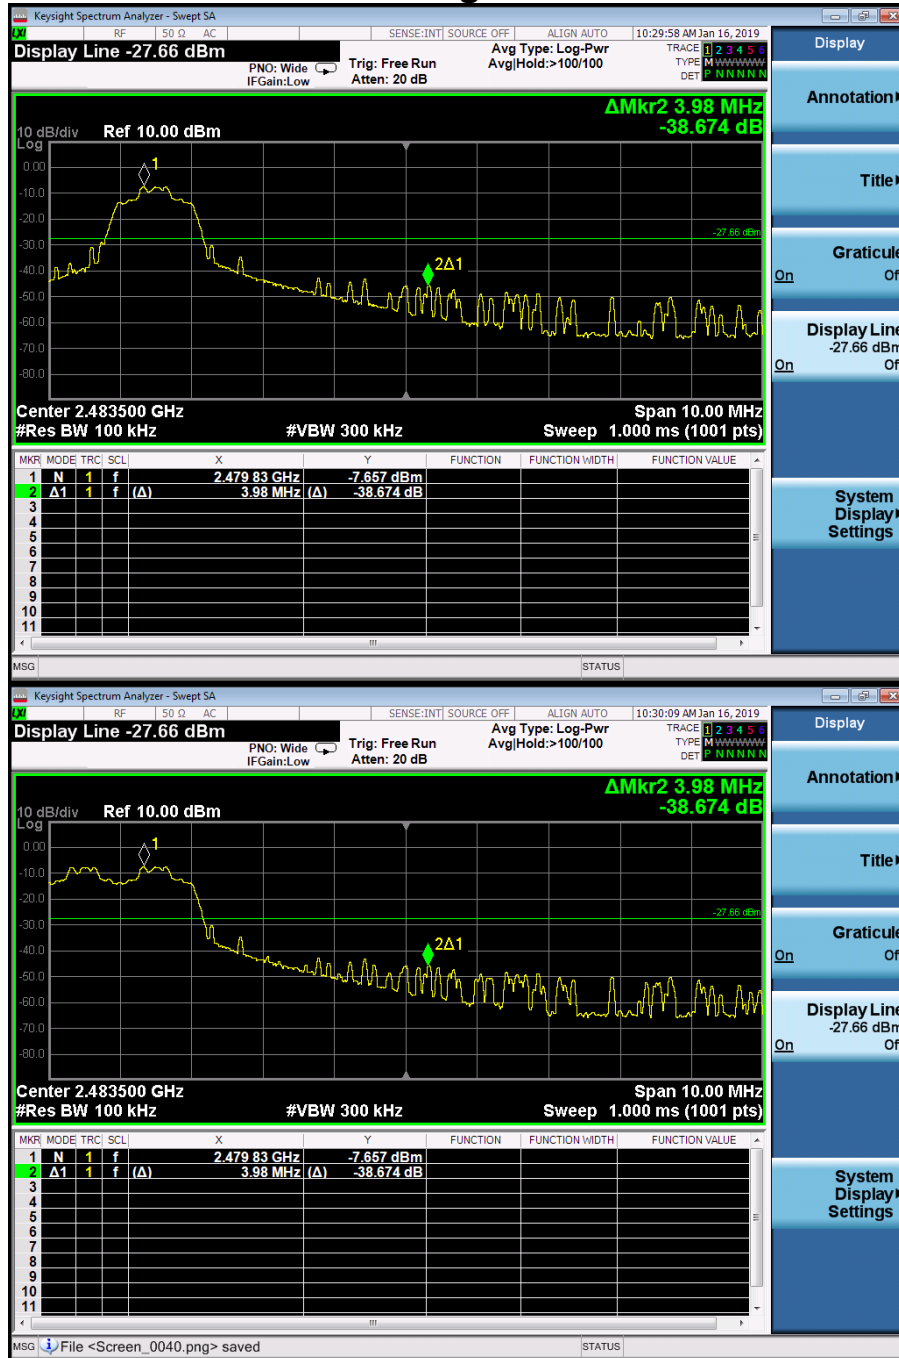 Keysight Spectrum Analyzer - Swept SA
LXI RF 50 Ω AC SENSE:INT SOURCE OFF ALIGN AUTO 10:29:58 AM Jan 16, 2019
Display Line -27.66 dBm
PNO: Wide
IFGain:Low
Trig: Free Run
Atten: 20 dB
Avg Type: Log-Pwr
Avg|Hold:>100/100
TRACE 1 2 3 4 5 6
TYPE M WWWWW
DET P N N N N N
Display
Annotation
Title
Graticule
On Off
Display Line
-27.66 dBm
On Off
System
Display
Settings
ΔMkr2 3.98 MHz
-38.674 dB
10 dB/div Ref 10.00 dBm
Log
0.00
-10.0
-20.0
-30.0
-40.0
-50.0
-60.0
-70.0
-80.0
1
2Δ1
-27.66 dBm
Center 2.483500 GHz Span 10.00 MHz
#Res BW 100 kHz #VBW 300 kHz Sweep 1.000 ms (1001 pts)
MKR MODE TRC SCL X Y FUNCTION FUNCTION WIDTH FUNCTION VALUE
1 N 1 f 2.479 83 GHz -7.657 dBm
2 Δ1 1 f (Δ) 3.98 MHz (Δ) -38.674 dB
3
4
5
6
7
8
9
10
11
MSG STATUS
Keysight Spectrum Analyzer - Swept SA
LXI RF 50 Ω AC SENSE:INT SOURCE OFF ALIGN AUTO 10:30:09 AM Jan 16, 2019
Display Line -27.66 dBm
PNO: Wide
IFGain:Low
Trig: Free Run
Atten: 20 dB
Avg Type: Log-Pwr
Avg|Hold:>100/100
TRACE 1 2 3 4 5 6
TYPE M WWWWW
DET P N N N N N
Display
Annotation
Title
Graticule
On Off
Display Line
-27.66 dBm
On Off
System
Display
Settings
ΔMkr2 3.98 MHz
-38.674 dB
10 dB/div Ref 10.00 dBm
Log
0.00
-10.0
-20.0
-30.0
-40.0
-50.0
-60.0
-70.0
-80.0
1
2Δ1
-27.66 dBm
Center 2.483500 GHz Span 10.00 MHz
#Res BW 100 kHz #VBW 300 kHz Sweep 1.000 ms (1001 pts)
MKR MODE TRC SCL X Y FUNCTION FUNCTION WIDTH FUNCTION VALUE
1 N 1 f 2.479 83 GHz -7.657 dBm
2 Δ1 1 f (Δ) 3.98 MHz (Δ) -38.674 dB
3
4
5
6
7
8
9
10
11
MSG File <Screen_0040.png> saved STATUS